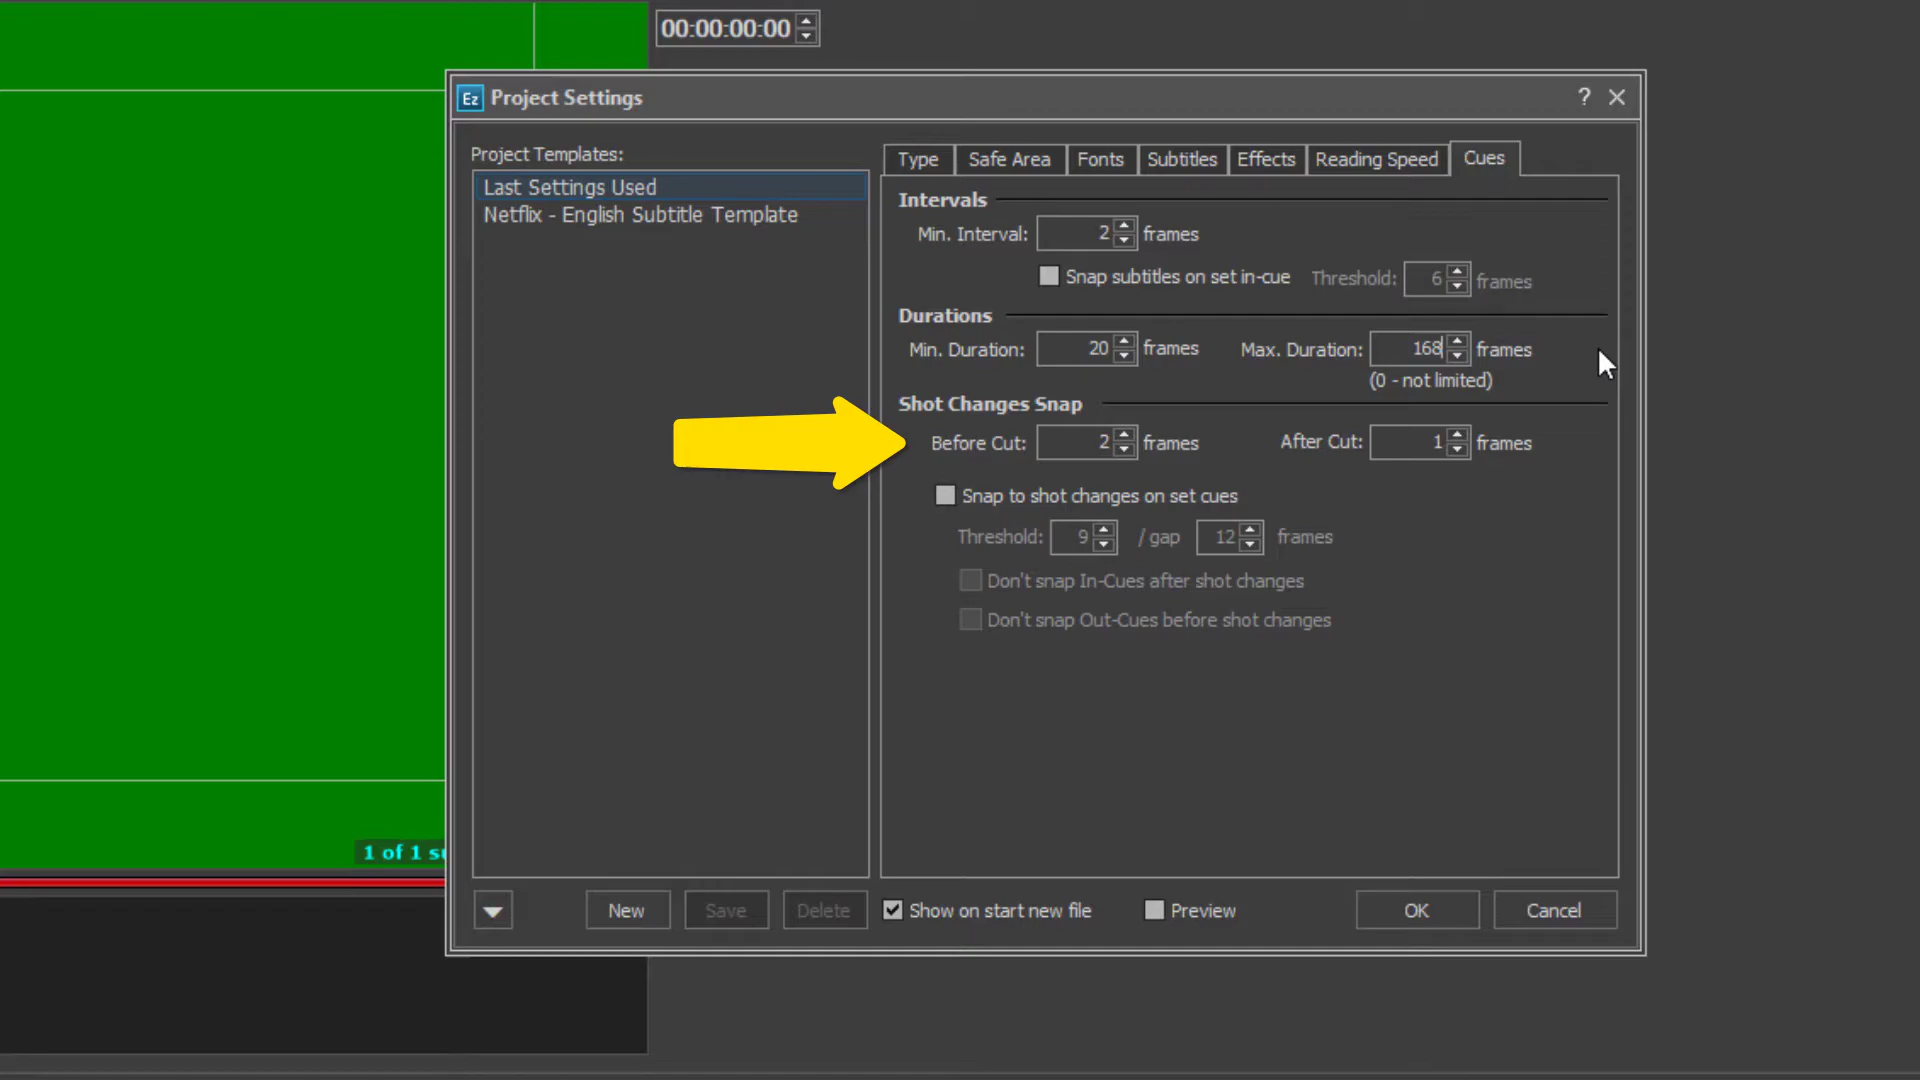 00:00:00:00
Ez Project Settings ?
Project Templates:
Last Settings Used
Netflix - English Subtitle Template
Type Safe Area Fonts Subtitles Effects Reading Speed Cues
Intervals
Min. Interval: 2 frames
Snap subtitles on set in-cue Threshold: 6 frames
Durations
Min. Duration: 20 frames Max. Duration: 168 frames
(0 - not limited)
Shot Changes Snap
Before Cut: 2 frames After Cut: 1 frames
Snap to shot changes on set cues
Threshold: 9 / gap 12 frames
Don't snap In-Cues after shot changes
Don't snap Out-Cues before shot changes
1 of 1 s
New Save Delete Show on start new file Preview OK Cancel